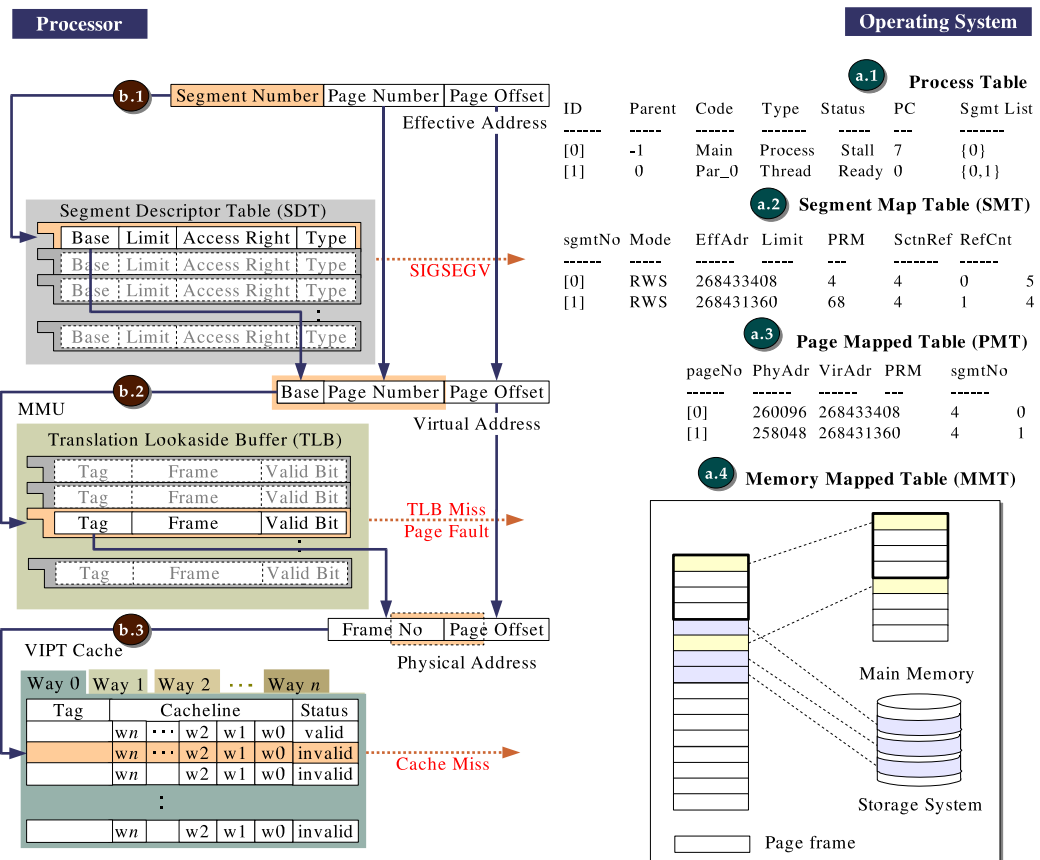 Processor
b.1
Segment Number Page Number Page Offset
Effective Address
Segment Descriptor Table (SDT)
Base Limit Access Right Type
Base Limit Access Right Type
Base Limit Access Right Type
:
Base Limit Access Right Type
SIGSEGV
b.2
Base Page Number Page Offset
Virtual Address
MMU
Translation Lookaside Buffer (TLB)
Tag Frame Valid Bit
Tag Frame Valid Bit
Tag Frame Valid Bit
:
Tag Frame Valid Bit
TLB Miss
Page Fault
b.3
Frame No Page Offset
Physical Address
VIPT Cache
Way 0 Way 1 Way 2 ···· Way n
Tag Cacheline Status
wn ··· w2 w1 w0 valid
wn ··· w2 w1 w0 invalid
wn w2 w1 w0 invalid
:
wn w2 w1 w0 invalid
Cache Miss
Operating System
a.1
Process Table
ID Parent Code Type Status PC Sgmt List
------ ----- ------ ------- ----- --- -------
[0] -1 Main Process Stall 7 {0}
[1] 0 Par_0 Thread Ready 0 {0,1}
a.2
Segment Map Table (SMT)
sgmtNo Mode EffAdr Limit PRM SctnRef RefCnt
------ ----- ------ ----- --- ------ ------
[0] RWS 268433408 4 4 0 5
[1] RWS 268431360 68 4 1 4
a.3
Page Mapped Table (PMT)
pageNo PhyAdr VirAdr PRM sgmtNo
------ ------ ------ --- ------
[0] 260096 268433408 4 0
[1] 258048 268431360 4 1
a.4
Memory Mapped Table (MMT)
Main Memory
Storage System
Page frame